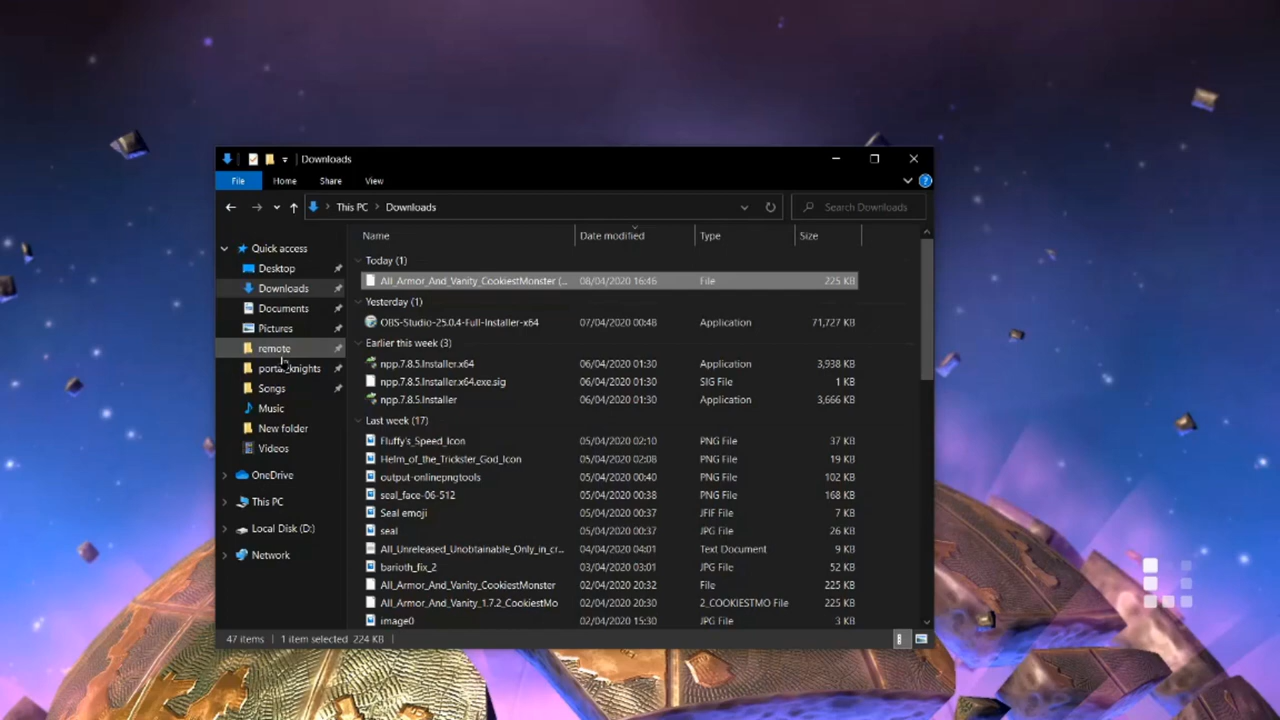 Downloads
File Home Share View
This PC Downloads Search Downloads
Name Date modified Type Size
Quick access
Desktop
Downloads
Documents
Pictures
remote
portal knights
Songs
Music
New folder
Videos
OneDrive
This PC
Local Disk (D:)
Network
Today (1)
All_Armor_And_Vanity_CookiestMonster (... 08/04/2020 16:46 File 225 KB
Yesterday (1)
OBS-Studio-25.0.4-Full-Installer-x64 07/04/2020 00:48 Application 71,727 KB
Earlier this week (3)
npp.7.8.5.Installer.x64 06/04/2020 01:30 Application 3,938 KB
npp.7.8.5.Installer.x64.exe.sig 06/04/2020 01:30 SIG File 1 KB
npp.7.8.5.Installer 06/04/2020 01:30 Application 3,666 KB
Last week (17)
Fluffy's_Speed_Icon 05/04/2020 02:10 PNG File 37 KB
Helm_of_the_Trickster_God_Icon 05/04/2020 02:08 PNG File 19 KB
output-onlinepngtools 05/04/2020 00:40 PNG File 102 KB
seal_face-06-512 05/04/2020 00:38 PNG File 168 KB
Seal emoji 05/04/2020 00:37 JFIF File 7 KB
seal 05/04/2020 00:37 JPG File 26 KB
All_Unreleased_Unobtainable_Only_in_cr... 04/04/2020 04:01 Text Document 9 KB
barioth_fix_2 03/04/2020 03:01 JPG File 52 KB
All_Armor_And_Vanity_CookiestMonster 02/04/2020 20:32 File 225 KB
All_Armor_And_Vanity_1.7.2_CookiestMo 02/04/2020 20:30 2_COOKIESTMO File 225 KB
image0 02/04/2020 15:30 JPG File 3 KB
47 items 1 item selected 224 KB